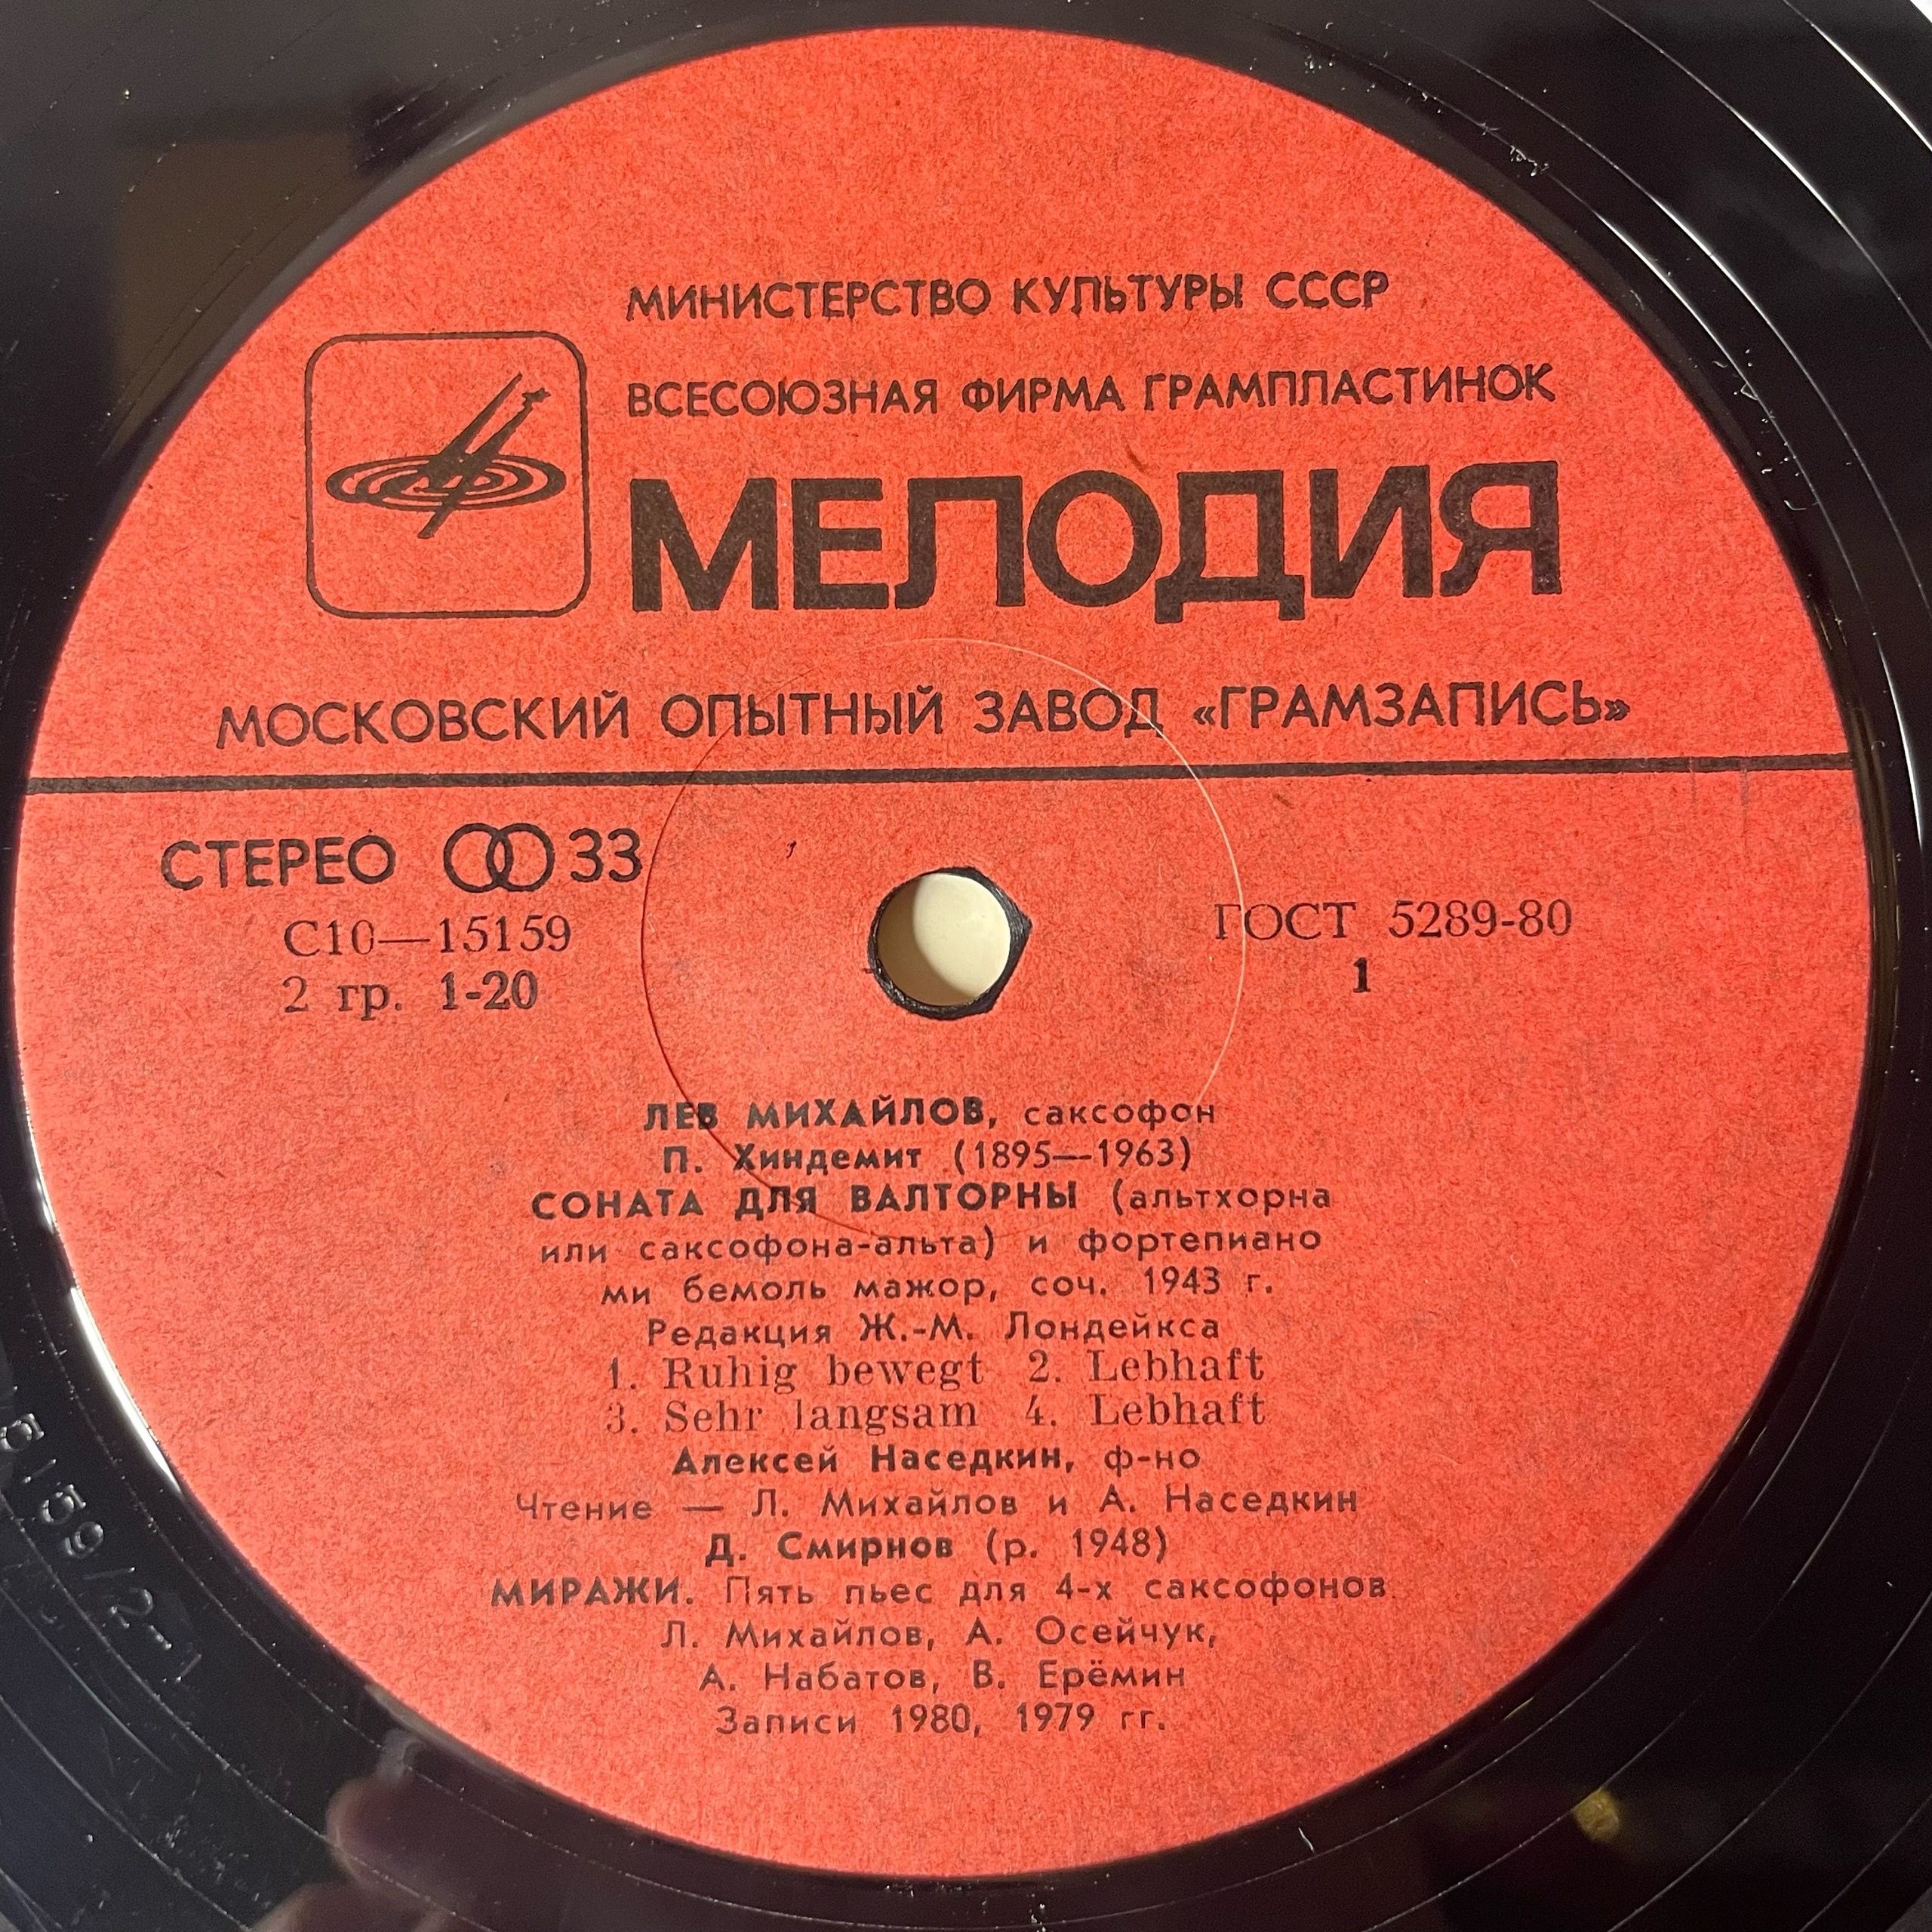 МИНИСТЕРСТВО КУЛЬТУРЫ СССР
ВСЕСОЮЗНАЯ ФИРМА ГРАМПЛАСТИНОК
МЕЛОДИЯ
МОСКОВСКИЙ ОПЫТНЫЙ ЗАВОД «ГРАМЗАПИСЬ»
СТЕРЕО 33
С10—15159
2 гр. 1-20
ГОСТ 5289-80
1
ЛЕВ МИХАЙЛОВ, саксофон
П. Хиндемит (1895—1963)
СОНАТА ДЛЯ ВАЛТОРНЫ (альтхорна
или саксофона-альта) и фортепиано
ми бемоль мажор, соч. 1943 г.
Редакция Ж.-М. Лондейкса
1. Ruhig bewegt 2. Lebhaft
3. Sehr langsam 4. Lebhaft
Алексей Наседкин, ф-но
Чтение — Л. Михайлов и А. Наседкин
Д. Смирнов (р. 1948)
МИРАЖИ. Пять пьес для 4-х саксофонов
Л. Михайлов, А. Осейчук,
А. Набатов, В. Ерёмин
Записи 1980, 1979 гг.
5159/2-1